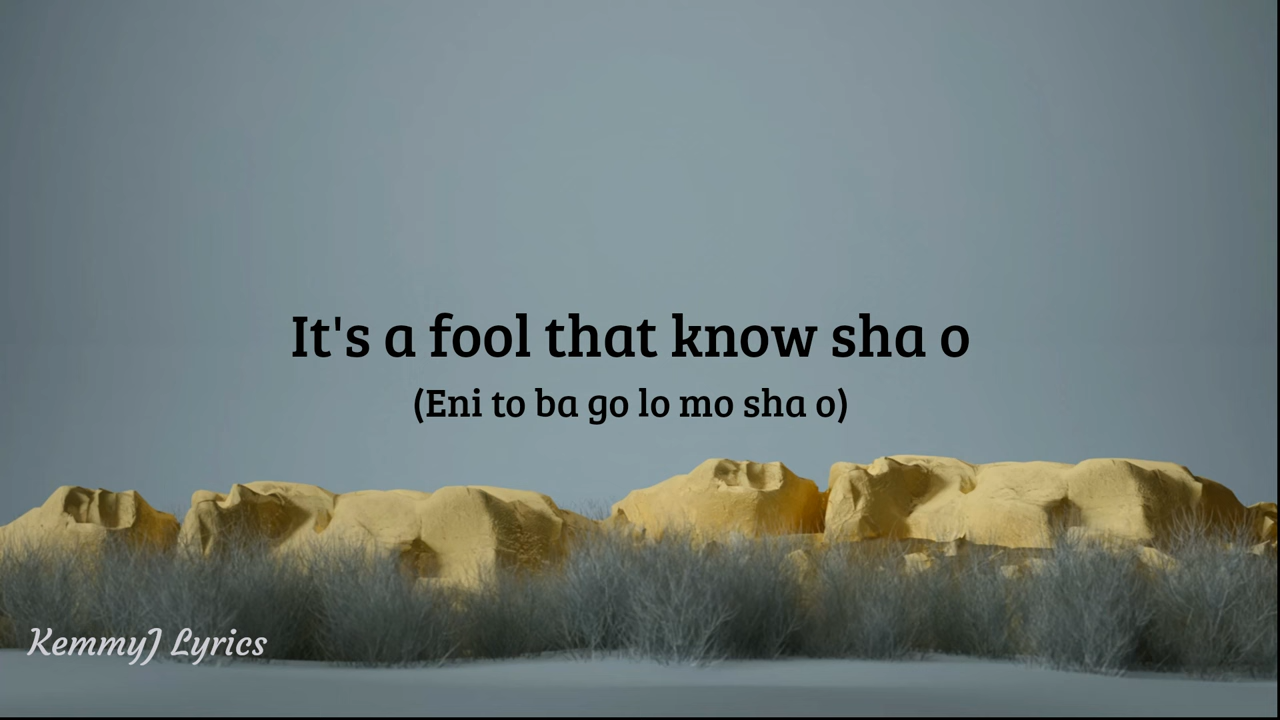 It's a fool that know sha o
(Eni to ba go lo mo sha o)
KemmyJ Lyrics